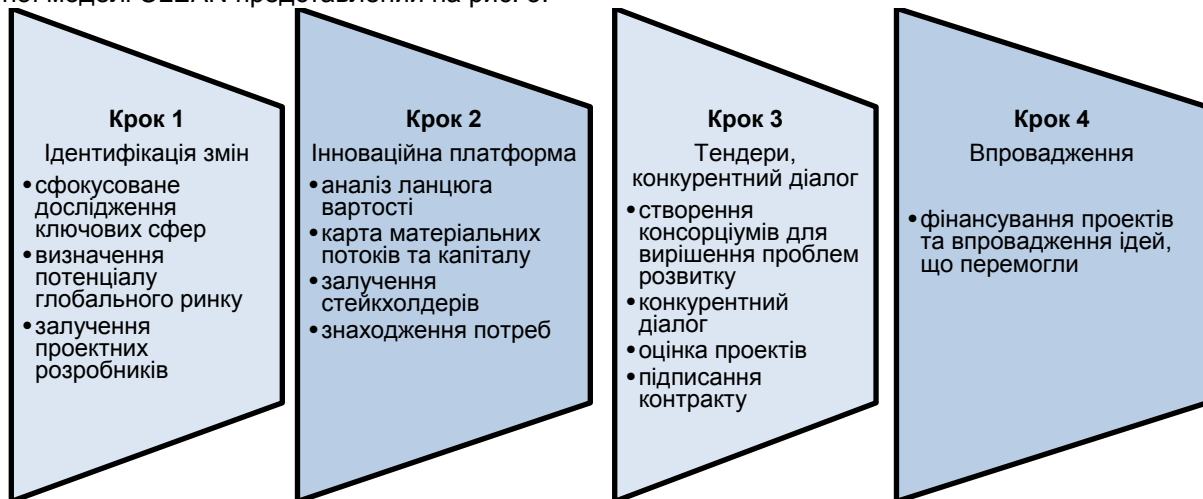 Крок 1
Ідентифікація змін
•сфокусоване
дослідження
ключових сфер
•визначення
потенціалу
глобального ринку
•залучення
проектних
розробників
Крок 2
Інноваційна платформа
•аналіз ланцюга
вартості
•карта матеріальних
потоків та капіталу
•залучення
стейкхолдерів
•знаходження потреб
Крок 3
Тендери,
конкурентний діалог
•створення
консорціумів для
вирішення проблем
розвитку
•конкурентний
діалог
•оцінка проектів
•підписання
контракту
Крок 4
Впровадження
•фінансування проектів
та впровадження ідей,
що перемогли